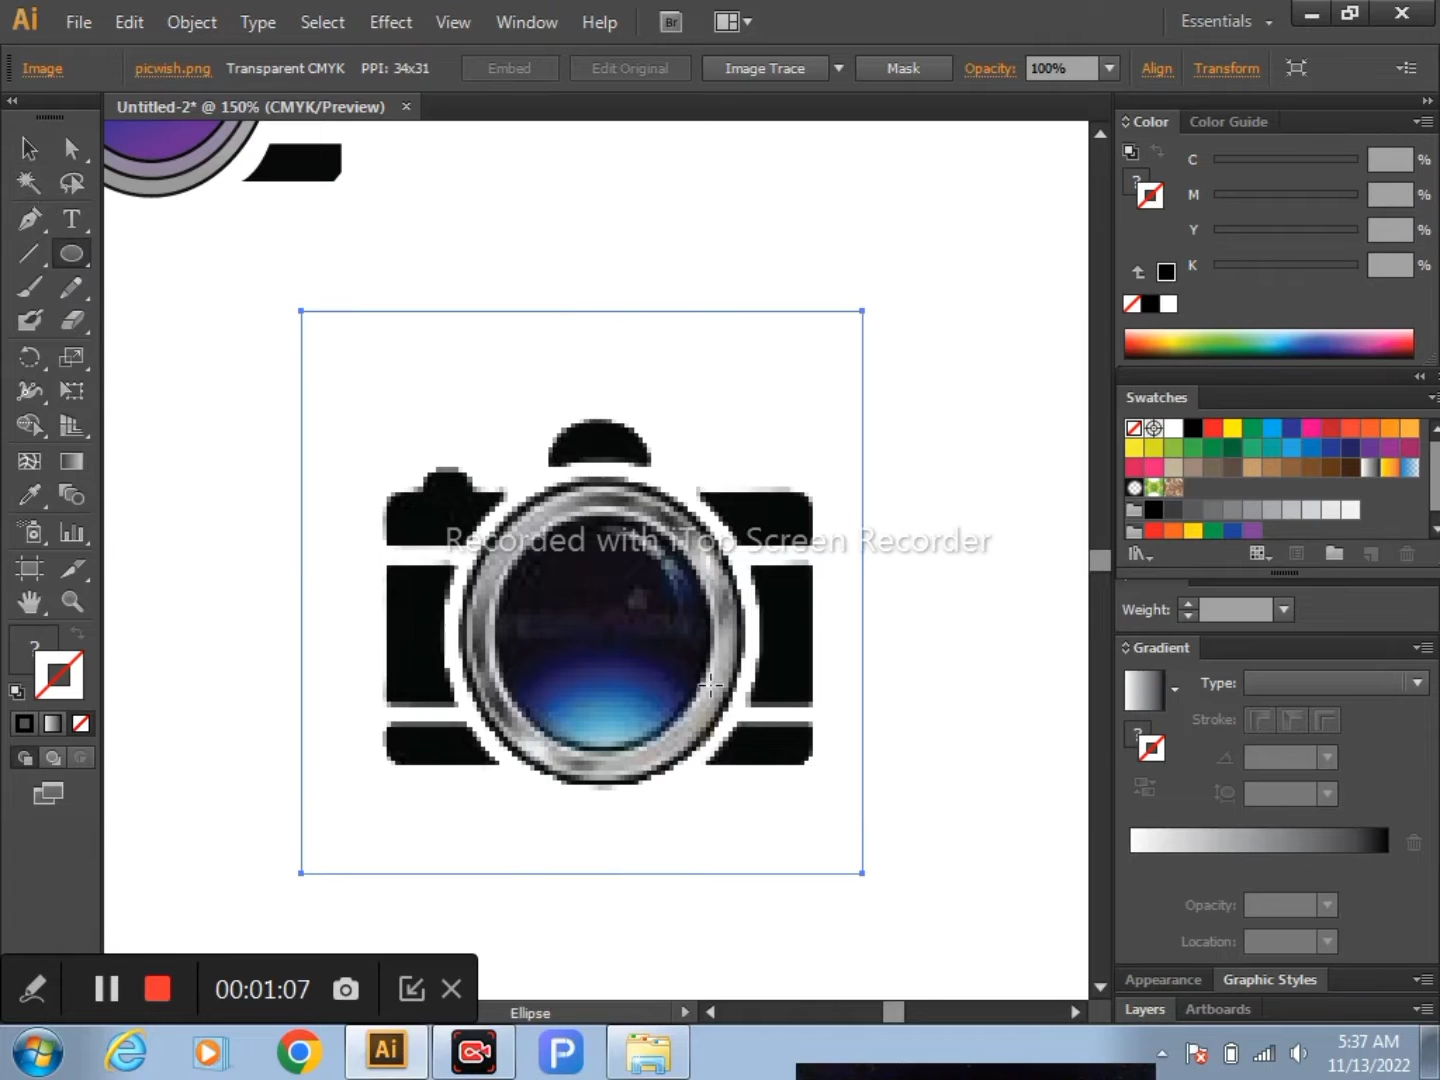 Ai File Edit Object Type Select Effect View Window Help Br Essentials
Image picwish.png Transparent CMYK PPI: 34x31 Embed Edit Original Image Trace Mask Opacity: 100% Align Transform
Untitled-2* @ 150% (CMYK/Preview) ×
Color Color Guide
C %
M %
Y %
K %
T
?
Swatches
Recorded with iTop Screen Recorder
Weight:
Gradient
Type:
Stroke:
Opacity:
Location:
Appearance Graphic Styles
Layers Artboards
00:01:07
Ellipse
Ai P
5:37 AM
11/13/2022